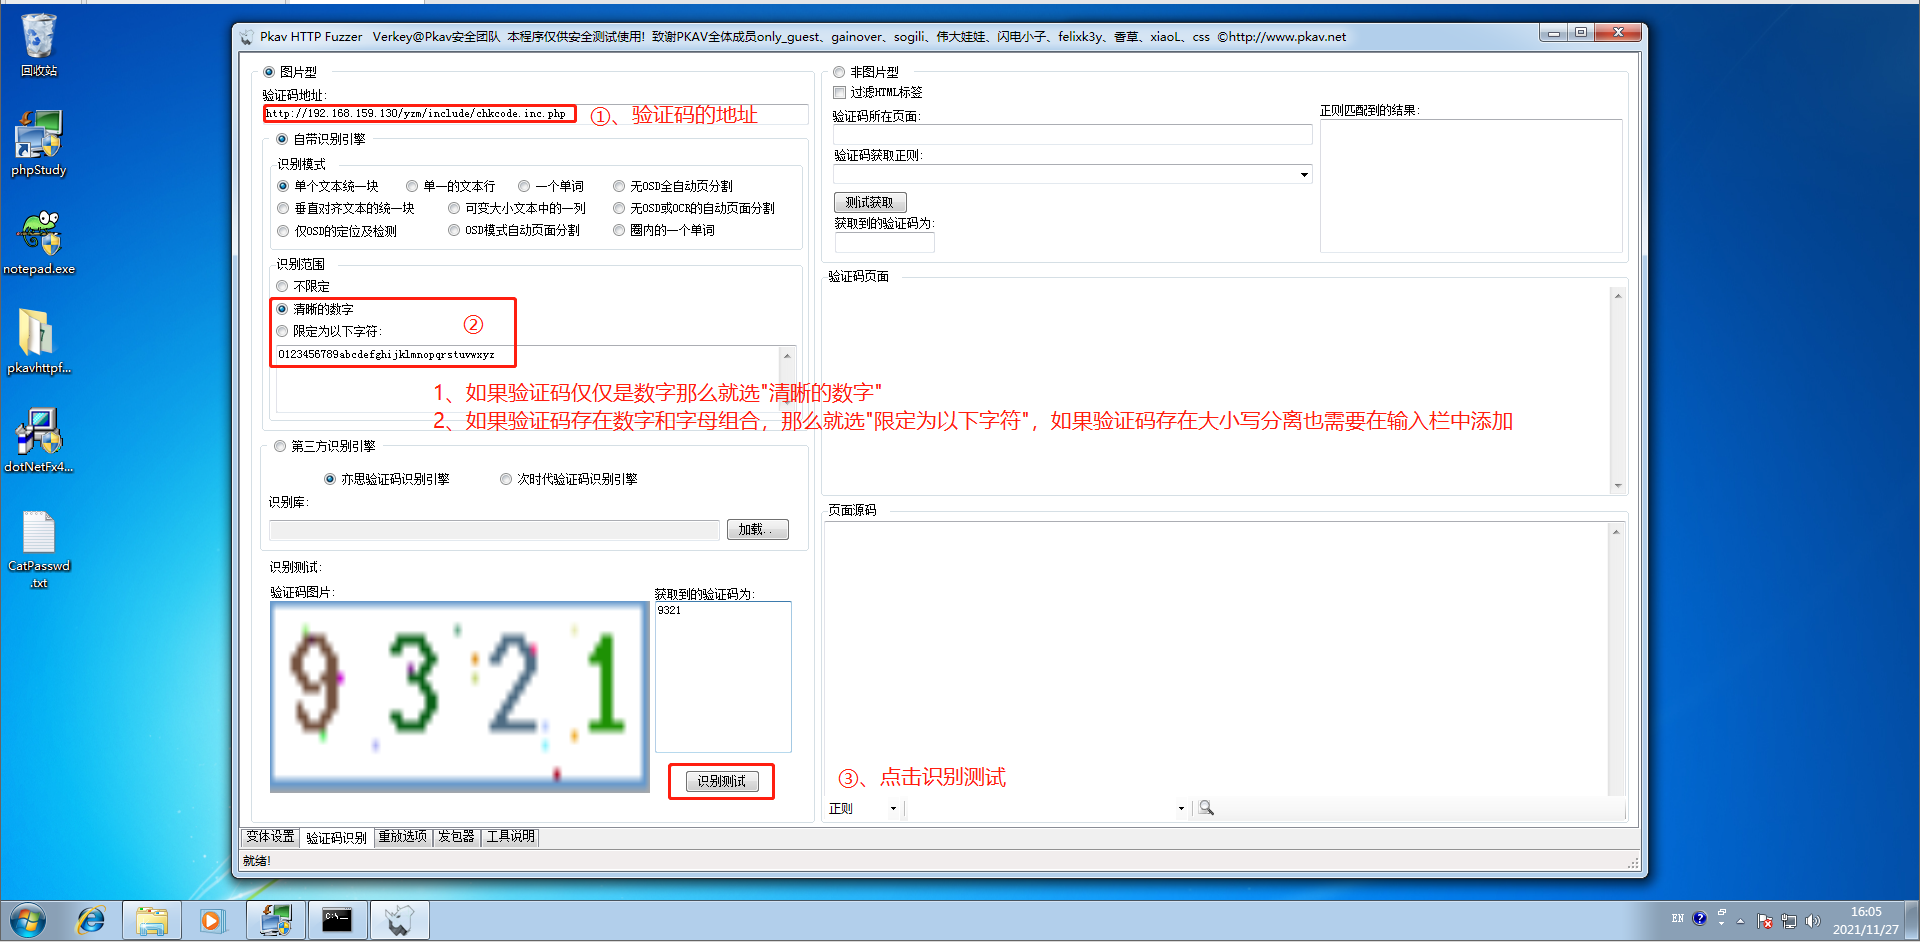 回收站
phpStudy
notepad.exe
pkavhttpf...
dotNetFx4...
CatPasswd
.txt
Pkav HTTP Fuzzer Verkey@Pkav安全团队 本程序仅供安全测试使用! 致谢PKAV全体成员only_guest、gainover、sogili、伟大娃娃、闪电小子、felixk3y、香草、xiaoL、css ©http://www.pkav.net
图片型
验证码地址:
http://192.168.159.130/yzm/include/chkcode.inc.php
①、验证码的地址
自带识别引擎
识别模式
单个文本统一块 单一的文本行 一个单词 无OSD全自动页分割
垂直对齐文本的统一块 可变大小文本中的一列 无OSD或OCR的自动页面分割
仅OSD的定位及检测 OSD模式自动页面分割 圈内的一个单词
识别范围
不限定
清晰的数字
限定为以下字符:
②
0123456789abcdefghijklmnopqrstuvwxyz
1、如果验证码仅仅是数字那么就选"清晰的数字"
2、如果验证码存在数字和字母组合，那么就选"限定为以下字符"，如果验证码存在大小写分离也需要在输入栏中添加
第三方识别引擎
亦思验证码识别引擎 次时代验证码识别引擎
识别库:
加载...
识别测试:
验证码图片:
9 3 2 1
获取到的验证码为:
9321
识别测试
③、点击识别测试
非图片型
过滤HTML标签
验证码所在页面:
验证码获取正则:
测试获取
获取到的验证码为:
正则匹配到的结果:
验证码页面
页面源码
正则
变体设置 验证码识别 重放选项 发包器 工具说明
就绪!
C:\_
EN
16:05
2021/11/27